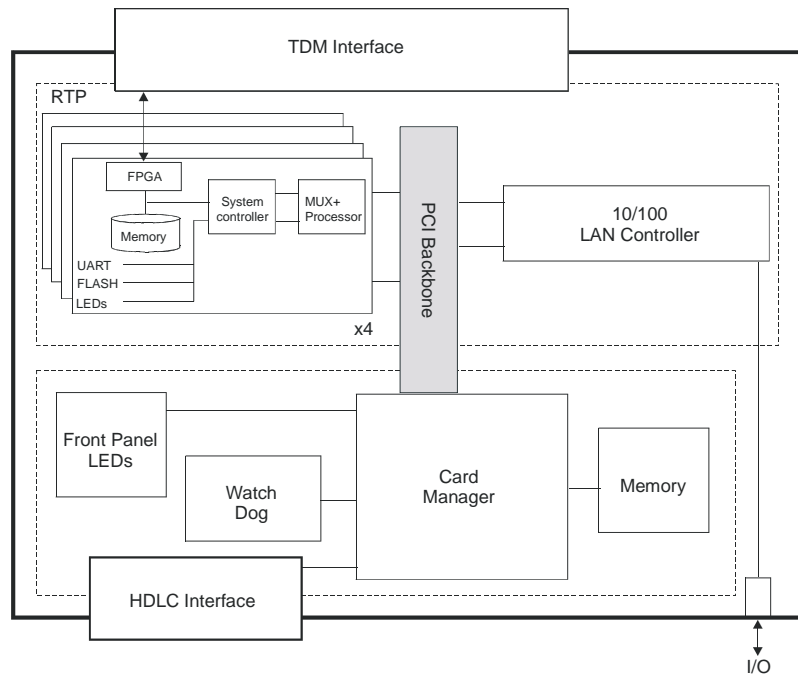 TDM Interface
RTP
FPGA
System
controller
MUX+
Processor
Memory
UART
FLASH
LEDs
x4
PCI Backbone
10/100
LAN Controller
Front Panel
LEDs
Watch
Dog
Card
Manager
Memory
HDLC Interface
I/O